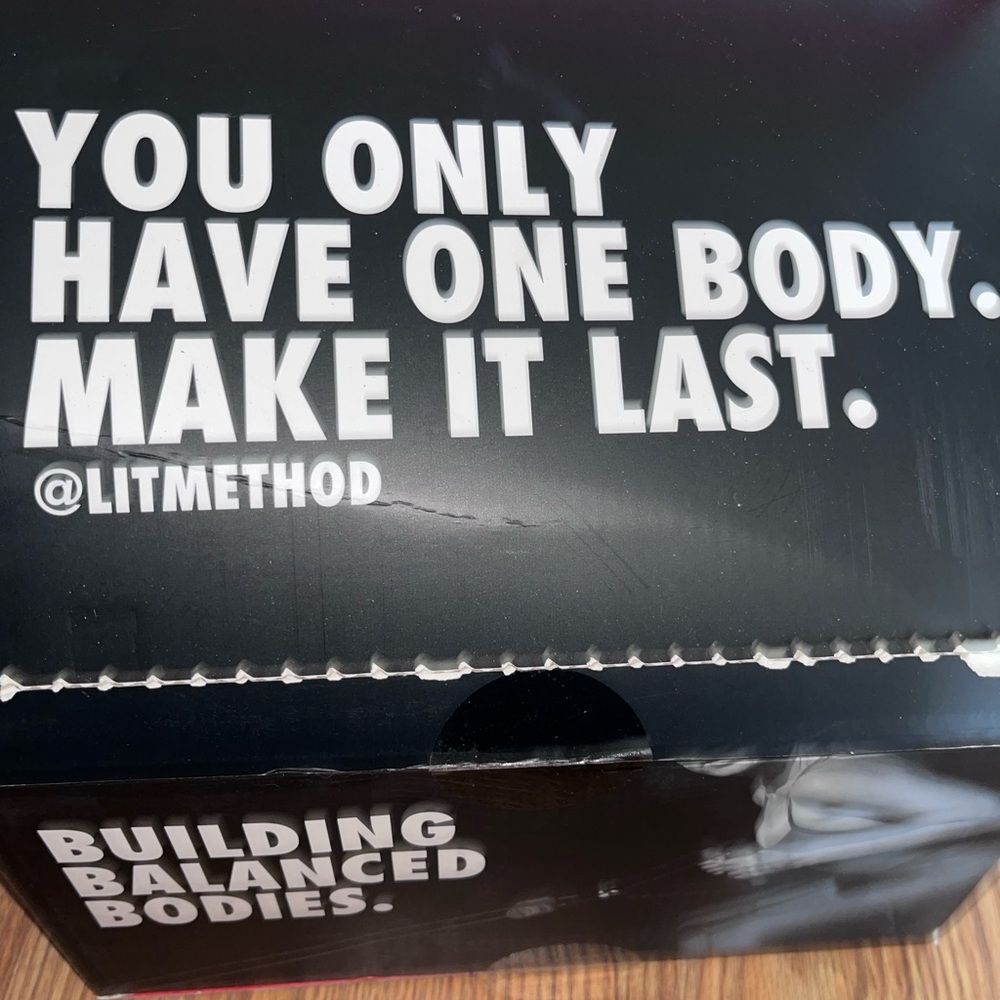 YOU ONLY
HAVE ONE BODY.
MAKE IT LAST.
@LITMETHOD
BUILDING
BALANCED
BODIES.